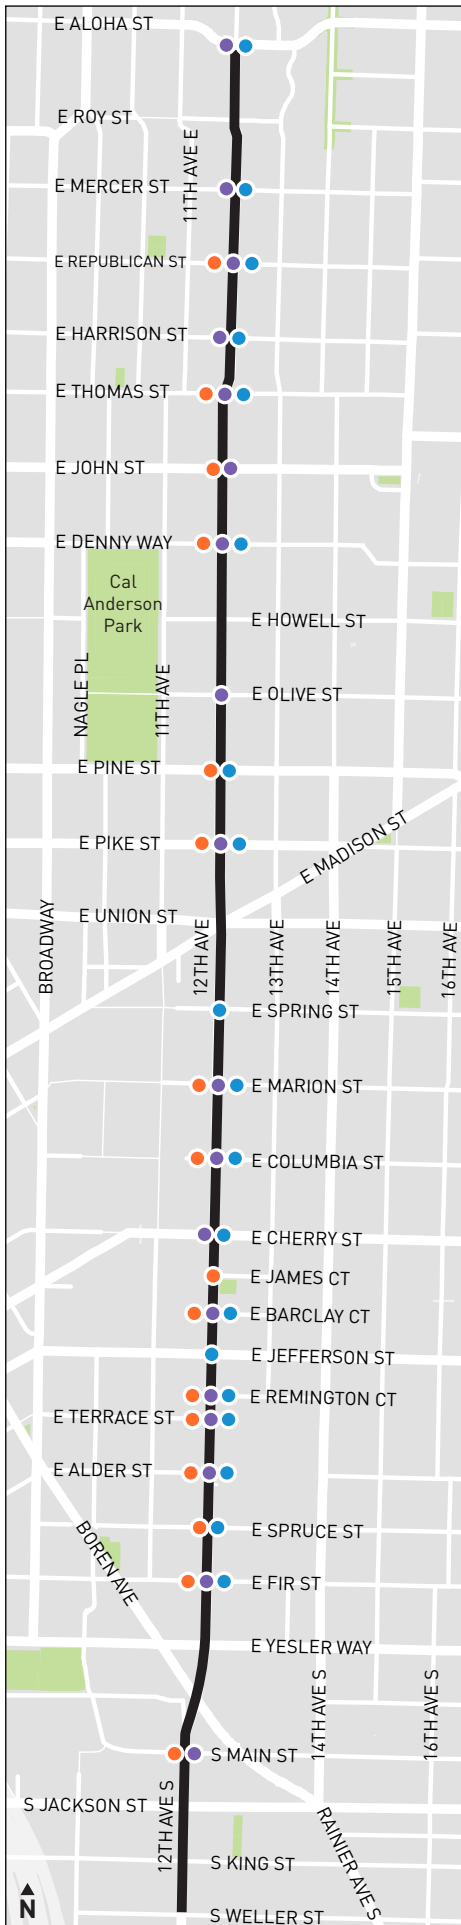 E ALOHA ST
E ROY ST
11TH AVE E
E MERCER ST
E REPUBLICAN ST
E HARRISON ST
E THOMAS ST
E JOHN ST
E DENNY WAY
Cal
Anderson
Park
E HOWELL ST
NAGLE PL
11TH AVE
E OLIVE ST
E PINE ST
E PIKE ST
E MADISON ST
E UNION ST
BROADWAY
12TH AVE
13TH AVE
14TH AVE
15TH AVE
16TH AVE
E SPRING ST
E MARION ST
E COLUMBIA ST
E CHERRY ST
E JAMES CT
E BARCLAY CT
E JEFFERSON ST
E REMINGTON CT
E TERRACE ST
E ALDER ST
E SPRUCE ST
BOREN AVE
E FIR ST
E YESLER WAY
14TH AVE S
16TH AVE S
S MAIN ST
12TH AVE S
S JACKSON ST
RAINIER AVE S
S KING ST
N
S WELLER ST